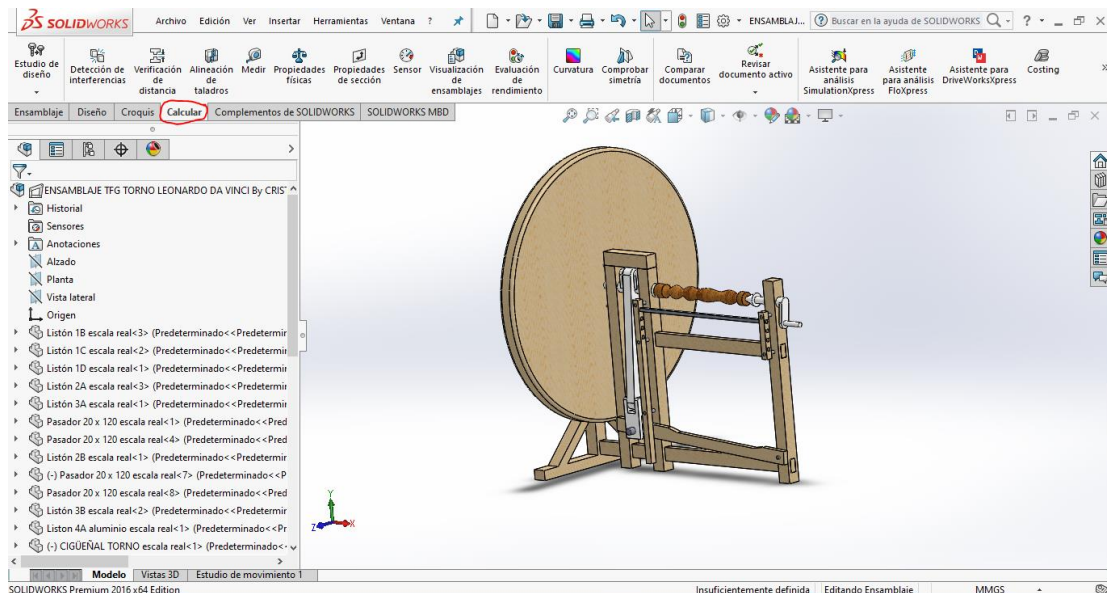 SOLIDWORKS Archivo Edición Ver Insertar Herramientas Ventana ? ENSAMBLAJ... Buscar en la ayuda de SOLIDWORKS ?
Estudio de diseño
Detección de interferencias
Verificación de distancia
Alineación de taladros
Medir
Propiedades físicas
Propiedades de sección
Sensor
Visualización de ensamblajes
Evaluación de rendimiento
Curvatura
Comprobar simetría
Comparar documentos
Revisar documento activo
Asistente para análisis SimulationXpress
Asistente para análisis FloXpress
Asistente para DriveWorksXpress
Costing
Ensamblaje Diseño Croquis Calcular Complementos de SOLIDWORKS SOLIDWORKS MBD
ENSAMBLAJE TFG TORNO LEONARDO DA VINCI By CRIS
Historial
Sensores
A Anotaciones
Alzado
Planta
Vista lateral
Origen
Listón 1B escala real<3> (Predeterminado<<Predetermir
Listón 1C escala real<2> (Predeterminado<<Predetermir
Listón 1D escala real<1> (Predeterminado<<Predetermir
Listón 2A escala real<3> (Predeterminado<<Predetermir
Listón 3A escala real<1> (Predeterminado<<Predetermir
Pasador 20 x 120 escala real<1> (Predeterminado<<Pred
Pasador 20 x 120 escala real<4> (Predeterminado<<Pred
Listón 2B escala real<1> (Predeterminado<<Predetermir
(-) Pasador 20 x 120 escala real<7> (Predeterminado<<P
Pasador 20 x 120 escala real<8> (Predeterminado<<Pred
Listón 3B escala real<2> (Predeterminado<<Predetermir
Liston 4A aluminio escala real<1> (Predeterminado<<Pr
(-) CIGÜEÑAL TORNO escala real<1> (Predeterminado<
Y
Z X
Modelo Vistas 3D Estudio de movimiento 1
SOLIDWORKS Premium 2016 x64 Edition Insuficientemente definida Editando Ensamblaje MMGS